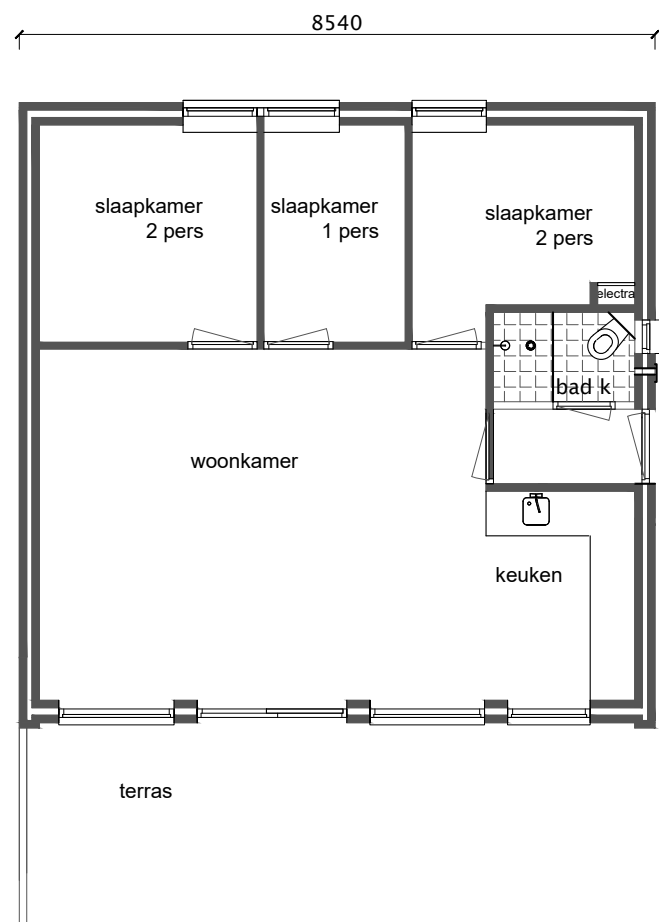 8540
slaapkamer
2 pers
slaapkamer
1 pers
slaapkamer
2 pers
electra
bad k
woonkamer
keuken
terras